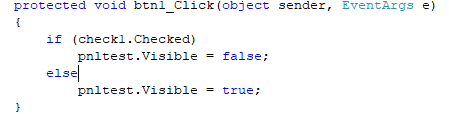 protected void btn1_Click(object sender, EventArgs e)
{
    if (check1.Checked)
        pnltest.Visible = false;
    else
        pnltest.Visible = true;
}